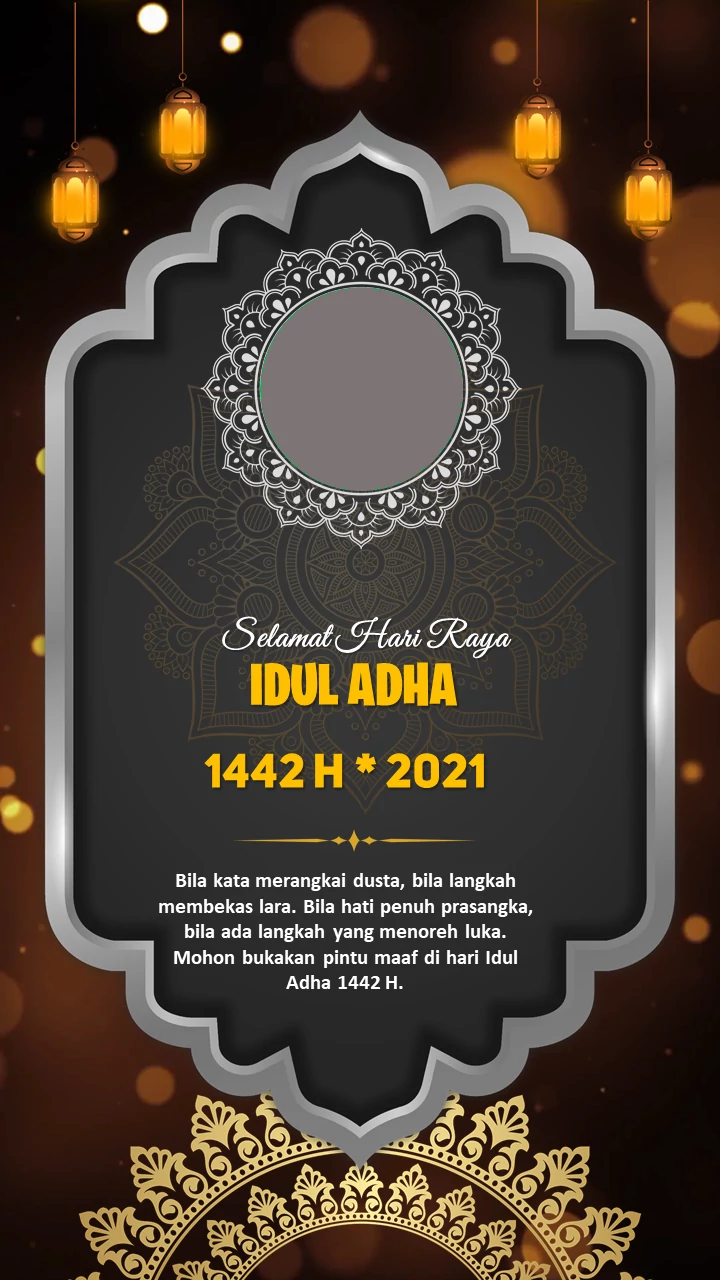 Selamat Hari Raya
IDUL ADHA
1442 H * 2021
Bila kata merangkai dusta, bila langkah
membekas lara. Bila hati penuh prasangka,
bila ada langkah yang menoreh luka.
Mohon bukakan pintu maaf di hari Idul
Adha 1442 H.